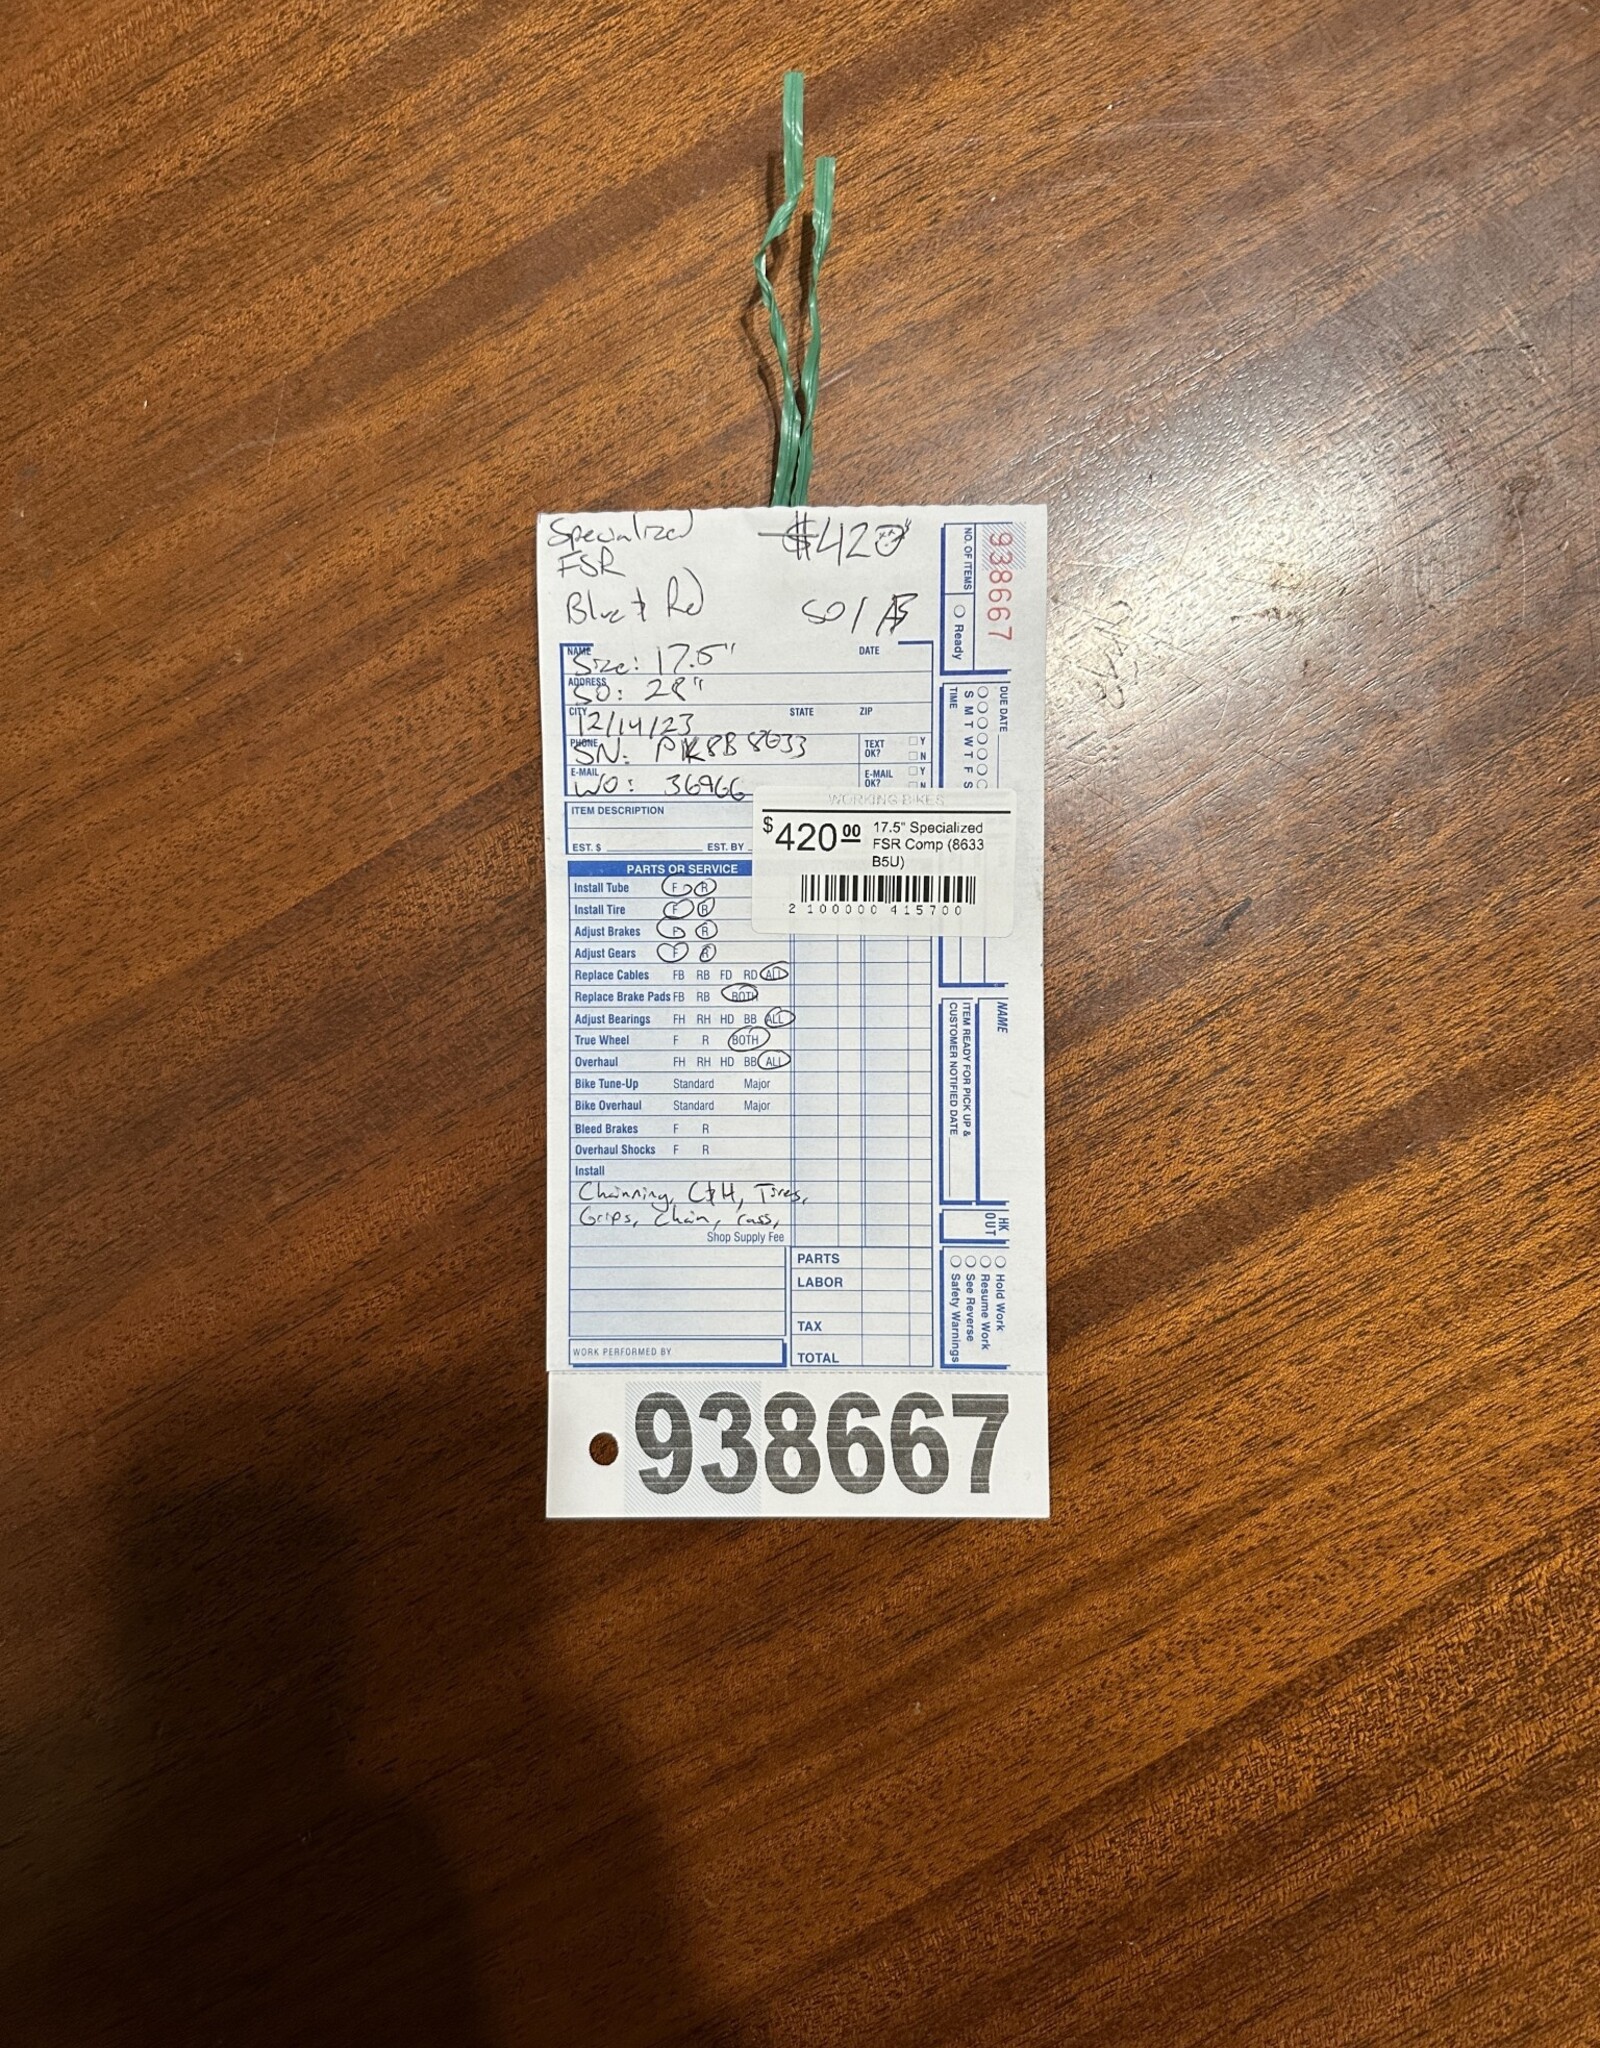 Specialized
FSR
Blue & Red
$420
SO/
NAME Size: 17.5" DATE
ADDRESS SO: 28"
CITY 12/14/23 STATE ZIP
PHONE SN: PK8B8633 TEXT OK? Y N
E-MAIL WO: 36966 E-MAIL OK? Y N
ITEM DESCRIPTION
EST. $ EST. BY
WORKING BIKES
$420.00 17.5" Specialized
FSR Comp (8633
B5U)
2 100000 415700
PARTS OR SERVICE
Install Tube F R
Install Tire F R
Adjust Brakes F R
Adjust Gears F R
Replace Cables FB RB FD RD ALL
Replace Brake Pads FB RB BOTH
Adjust Bearings FH RH HD BB ALL
True Wheel F R BOTH
Overhaul FH RH HD BB ALL
Bike Tune-Up Standard Major
Bike Overhaul Standard Major
Bleed Brakes F R
Overhaul Shocks F R
Install
Chainring, C&H, Tires,
Grips, Chain, cass,
Shop Supply Fee
PARTS
LABOR
TAX
TOTAL
WORK PERFORMED BY
938667
NO. OF ITEMS
Ready
938667
DUE DATE
S M T W T F S
TIME
NAME
ITEM READY FOR PICK UP &
CUSTOMER NOTIFIED DATE
HK
OUT
Hold Work
Resume Work
See Reverse
Safety Warnings